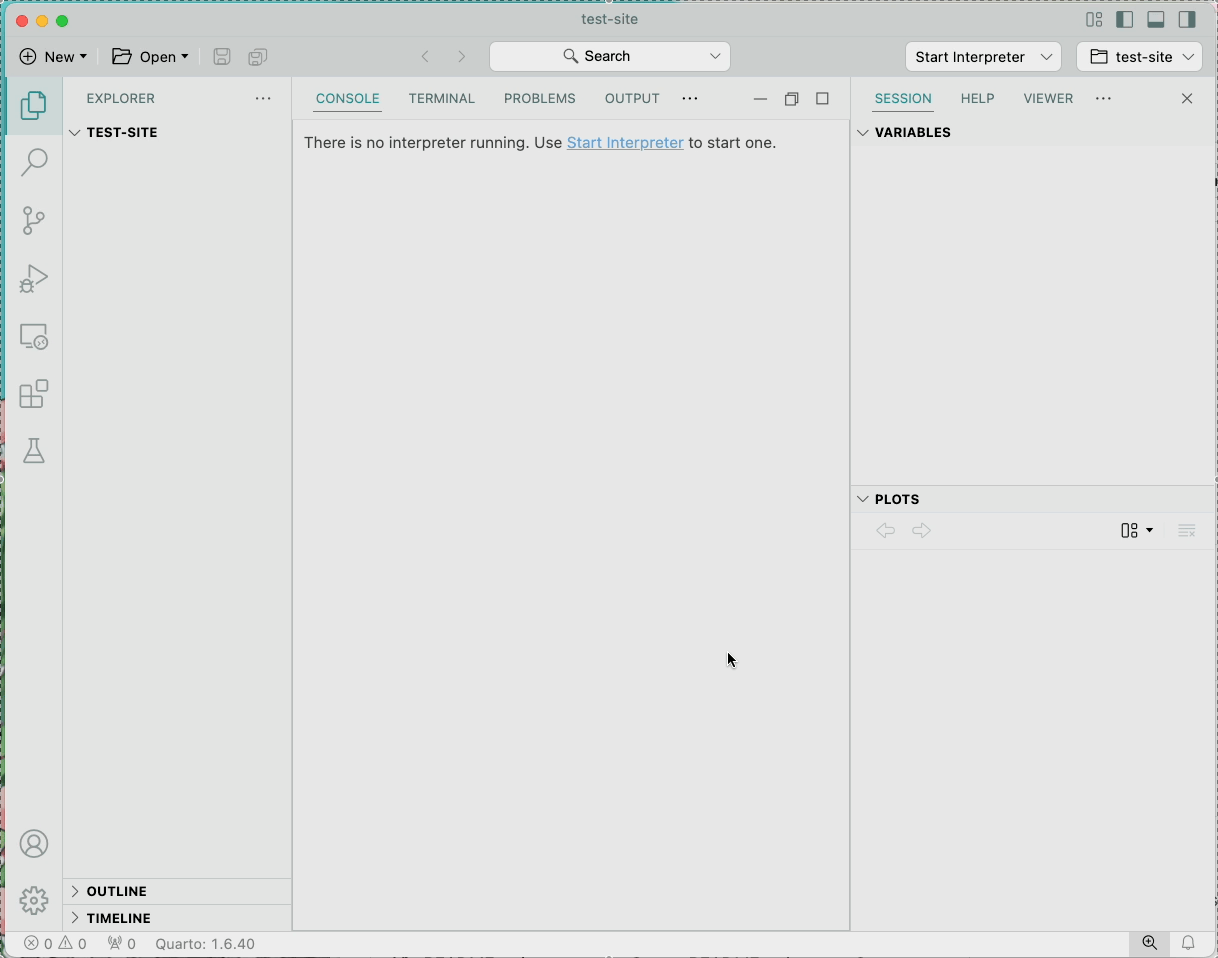 test-site
New
Open
Search
Start Interpreter
test-site
EXPLORER
TEST-SITE
CONSOLE TERMINAL PROBLEMS OUTPUT
There is no interpreter running. Use Start Interpreter to start one.
SESSION HELP VIEWER
VARIABLES
PLOTS
OUTLINE
TIMELINE
0 0 0 Quarto: 1.6.40